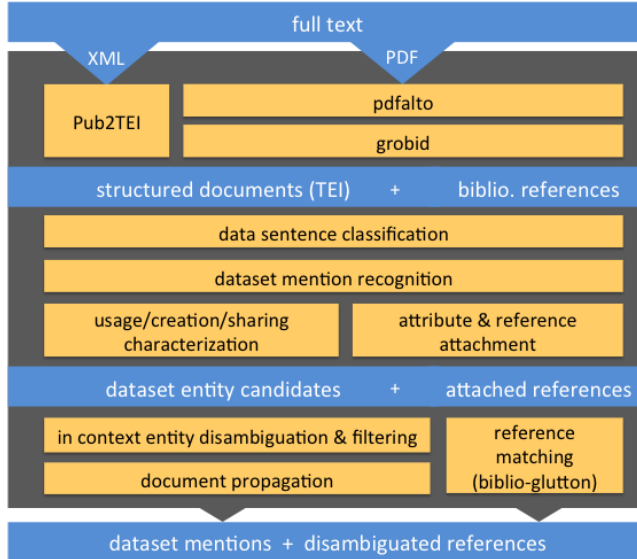 full text
XML PDF
Pub2TEI
pdfalto
grobid
structured documents (TEI) + biblio. references
data sentence classification
dataset mention recognition
usage/creation/sharing
characterization
attribute & reference
attachment
dataset entity candidates + attached references
in context entity disambiguation & filtering
document propagation
reference
matching
(biblio-glutton)
dataset mentions + disambiguated references